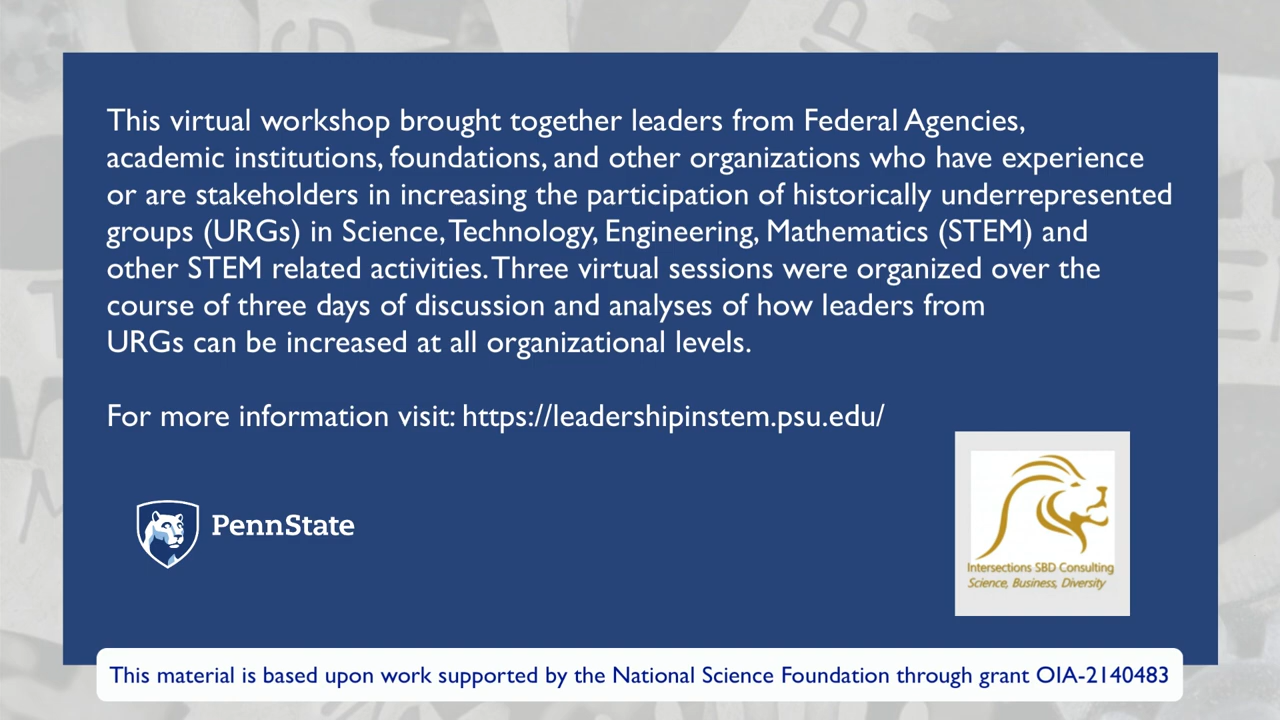 This virtual workshop brought together leaders from Federal Agencies,
academic institutions, foundations, and other organizations who have experience
or are stakeholders in increasing the participation of historically underrepresented
groups (URGs) in Science, Technology, Engineering, Mathematics (STEM) and
other STEM related activities. Three virtual sessions were organized over the
course of three days of discussion and analyses of how leaders from
URGs can be increased at all organizational levels.
For more information visit: https://leadershipinstem.psu.edu/
PennState
Intersections SBD Consulting
Science, Business, Diversity
This material is based upon work supported by the National Science Foundation through grant OIA-2140483